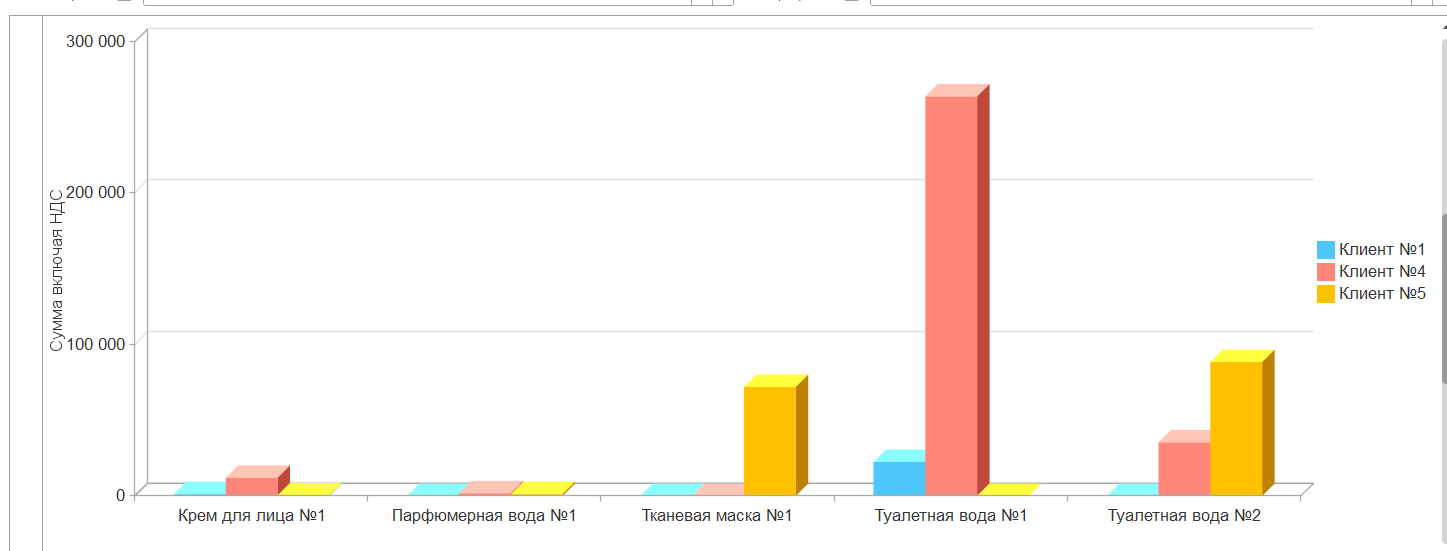 300 000
200 000
100 000
0
Сумма включая НДС
Крем для лица №1
Парфюмерная вода №1
Тканевая маска №1
Туалетная вода №1
Туалетная вода №2
Клиент №1
Клиент №4
Клиент №5